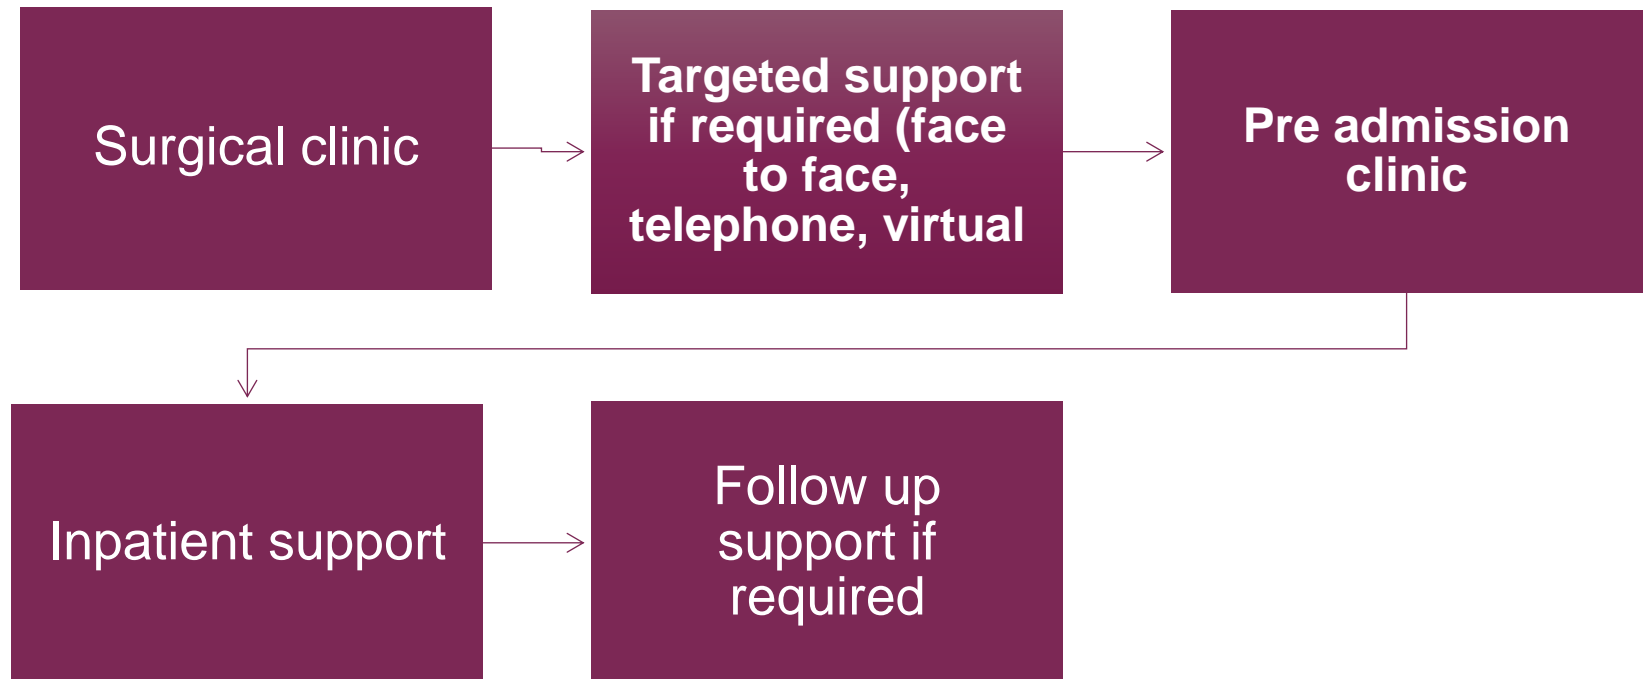 Surgical clinic
Targeted support
if required (face
to face,
telephone, virtual
Pre admission
clinic
Inpatient support
Follow up
support if
required